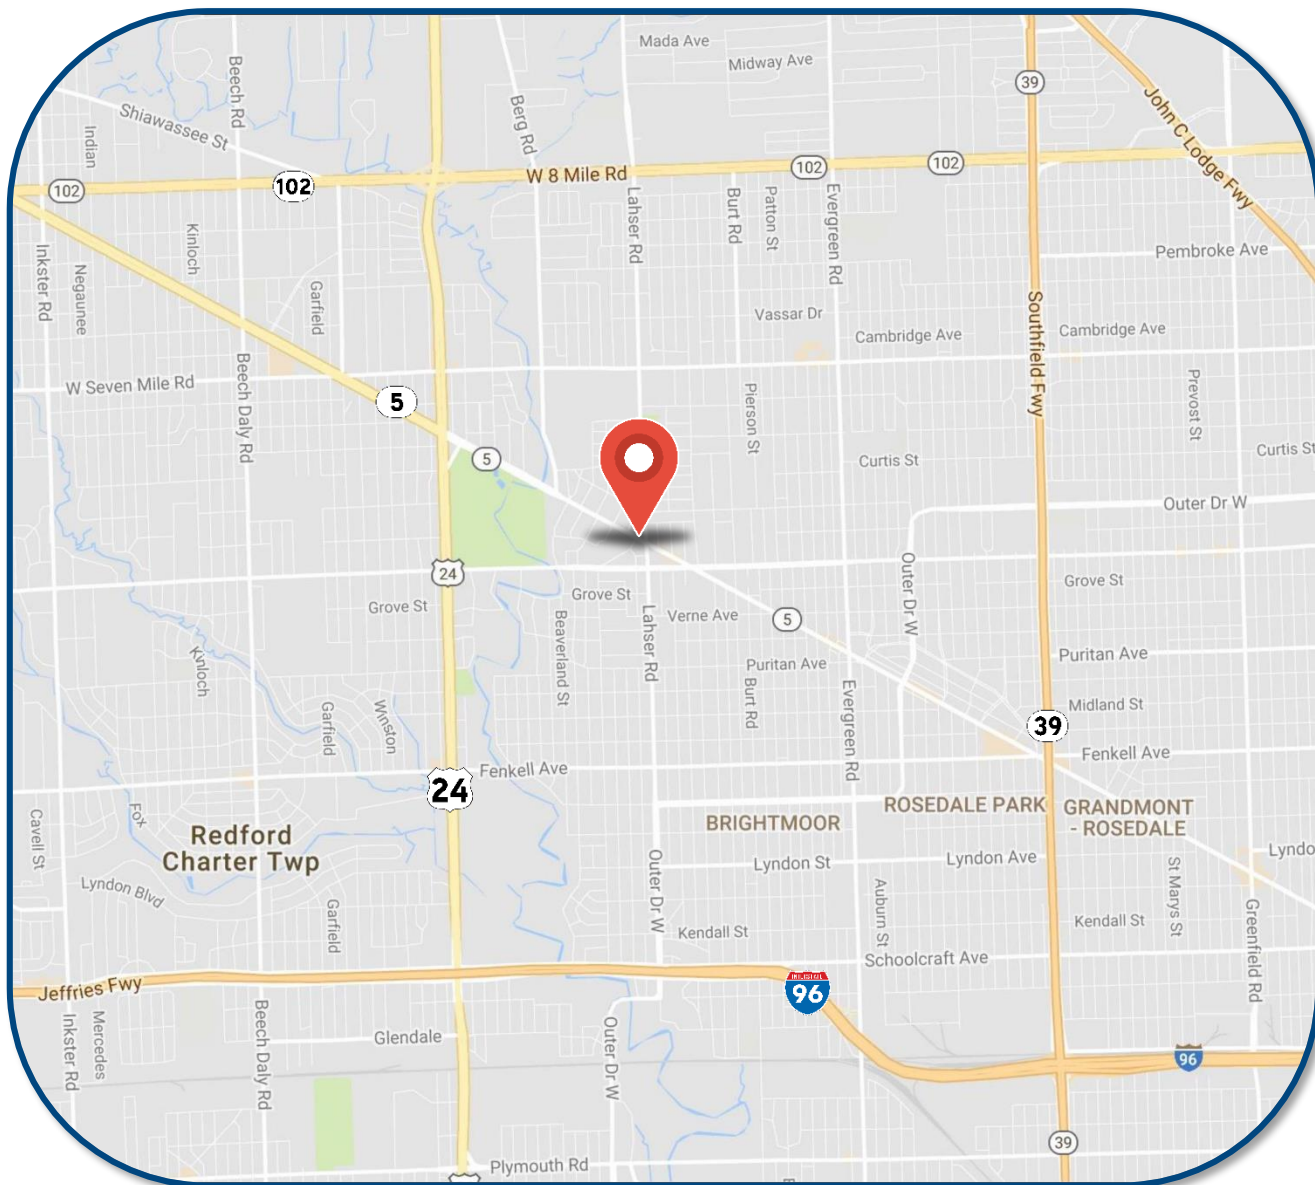 Mada Ave
Midway Ave
Beech Rd
Berg Rd
39
John C Lodge Fwy
Shiawassee St
Indian
102
102
W 8 Mile Rd
102
102
Lahser Rd
Burt Rd
Patton St
Evergreen Rd
Pembroke Ave
Inkster Rd
Negaunee
Kinloch
Garfield
Southfield Fwy
Vassar Dr
Cambridge Ave
Cambridge Ave
W Seven Mile Rd
Beech Daly Rd
5
Pierson St
Prevost St
5
Curtis St
Curtis St
Outer Dr W
24
Outer Dr W
Grove St
Grove St
Grove St
Beaverland St
Lahser Rd
Verne Ave
5
Kinloch
Puritan Ave
Puritan Ave
Garfield
Winston
Burt Rd
Evergreen Rd
Midland St
39
Fenkell Ave
Fenkell Ave
24
Cavell St
Fox
Redford
Charter Twp
BRIGHTMOOR
ROSEDALE PARK
GRANDMONT
- ROSEDALE
Lyndon Blvd
Garfield
Outer Dr W
Lyndon St
Lyndon Ave
Lyndo
Auburn St
St Marys St
Kendall St
Kendall St
Greenfield Rd
Schoolcraft Ave
Jeffries Fwy
96
Inkster Rd
Mercedes
Beech Daly Rd
Glendale
Outer Dr W
96
39
Plymouth Rd